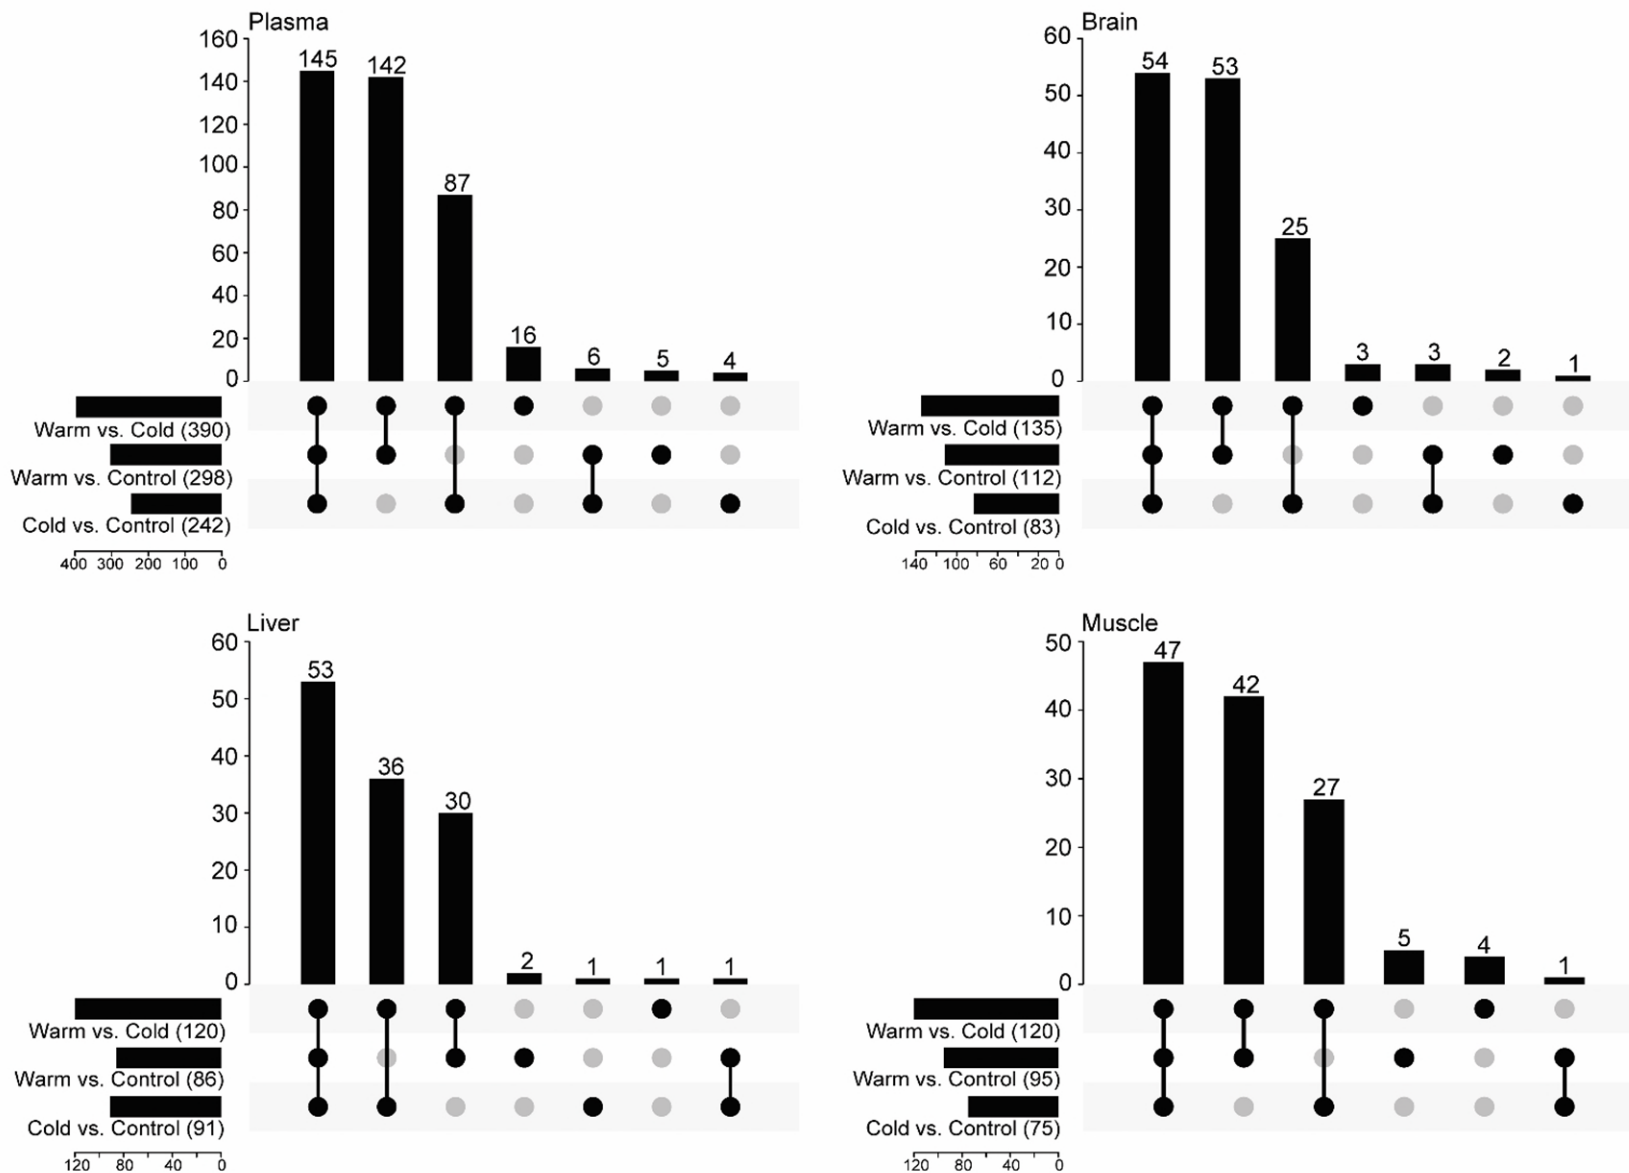 Plasma
160
140
120
100
80
60
40
20
0
145
142
87
16
6
5
4
Warm vs. Cold (390)
Warm vs. Control (298)
Cold vs. Control (242)
400 300 200 100 0
Brain
60
50
40
30
20
10
0
54
53
25
3
3
2
1
Warm vs. Cold (135)
Warm vs. Control (112)
Cold vs. Control (83)
140 100 60 20 0
Liver
60
50
40
30
20
10
0
53
36
30
2
1
1
1
Warm vs. Cold (120)
Warm vs. Control (86)
Cold vs. Control (91)
120 80 40 0
Muscle
50
40
30
20
10
0
47
42
27
5
4
1
Warm vs. Cold (120)
Warm vs. Control (95)
Cold vs. Control (75)
120 80 40 0